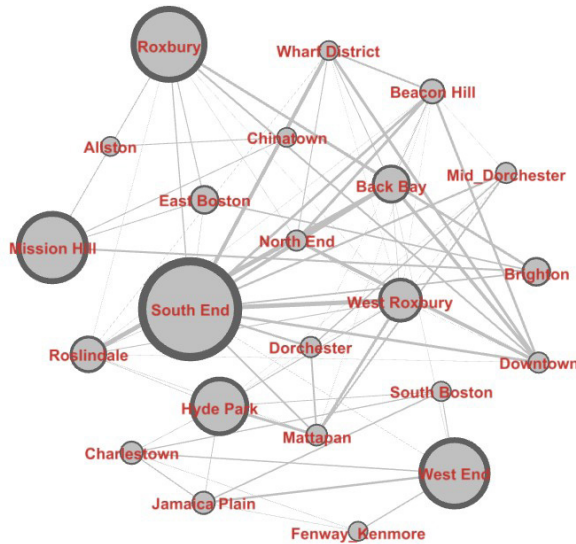 Roxbury
Wharf District
Beacon Hill
Allston
Chinatown
Back Bay
Mid_Dorchester
East Boston
Mission Hill
North End
Brighton
South End
West Roxbury
Roslindale
Dorchester
Downtown
South Boston
Hyde Park
Mattapan
Charlestown
West End
Jamaica Plain
Fenway_Kenmore